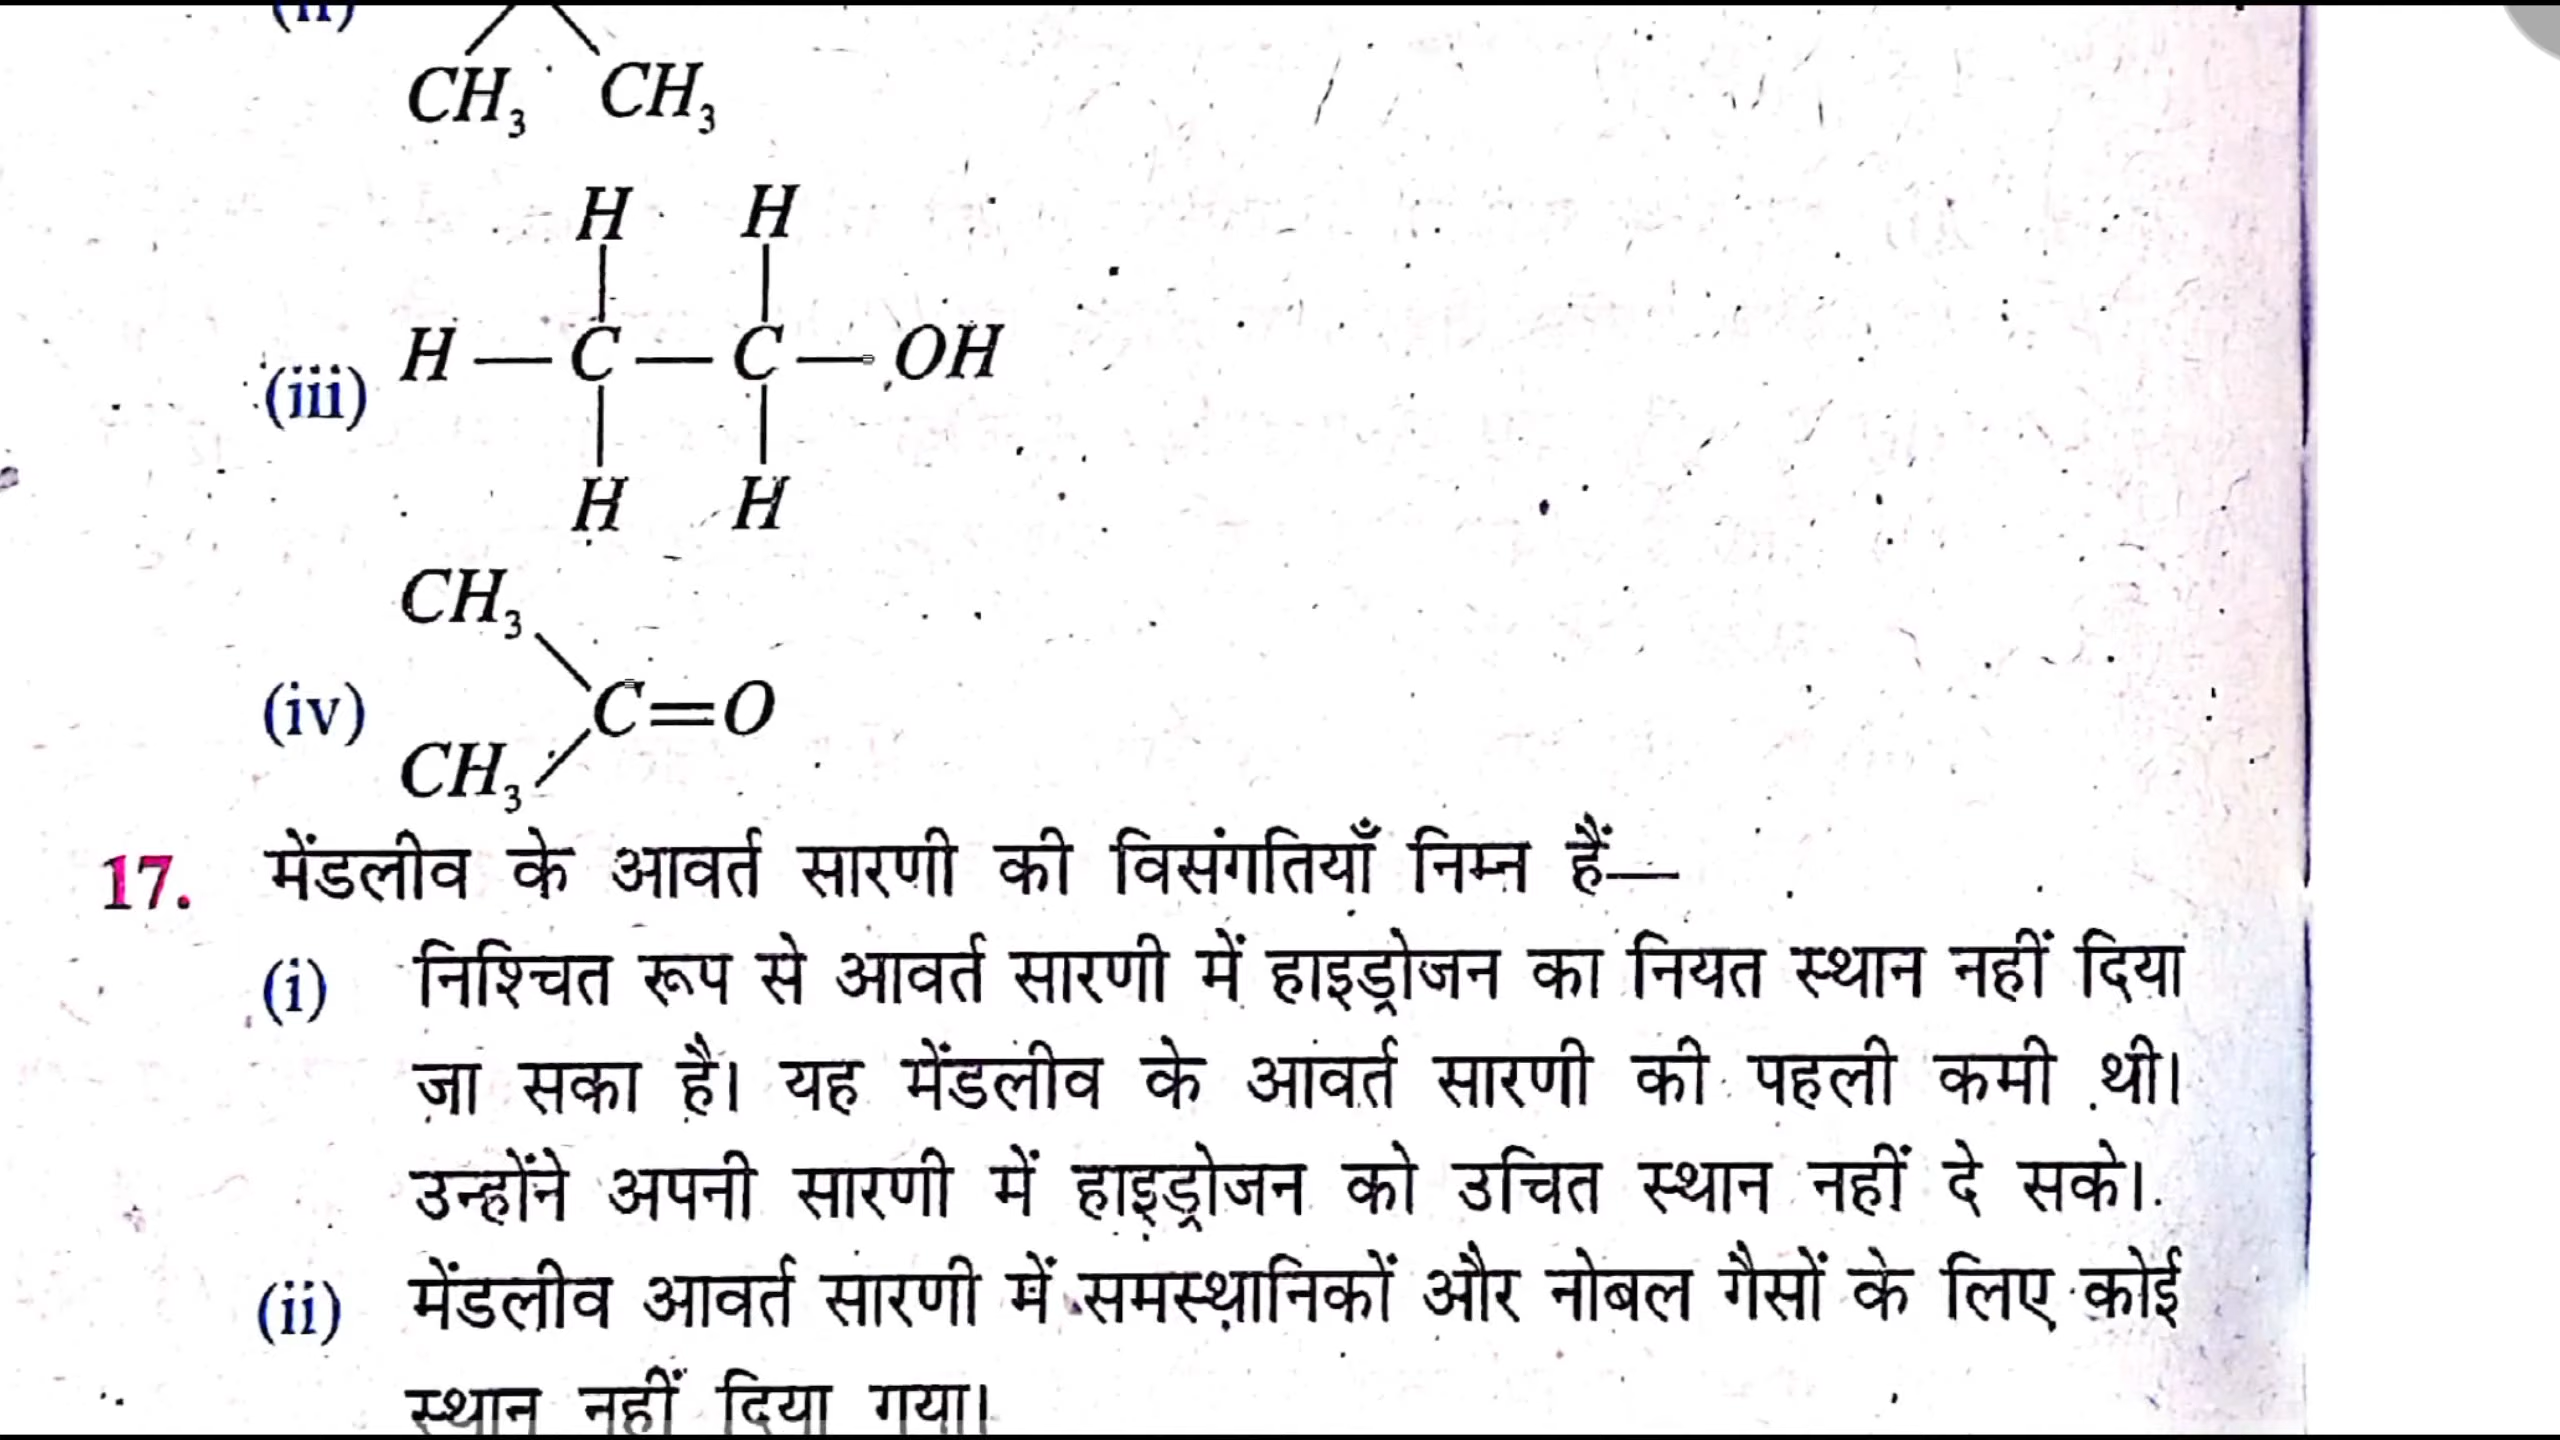 (ii)
CH₃ CH₃
H H
(iii) H—C—C—OH
H H
CH₃
(iv) C=O
CH₃
17. मेंडलीव के आवर्त सारणी की विसंगतियाँ निम्न हैं—
(i) निश्चित रूप से आवर्त सारणी में हाइड्रोजन का नियत स्थान नहीं दिया
जा सका है। यह मेंडलीव के आवर्त सारणी की पहली कमी थी।
उन्होंने अपनी सारणी में हाइड्रोजन को उचित स्थान नहीं दे सके।
(ii) मेंडलीव आवर्त सारणी में समस्थानिकों और नोबल गैसों के लिए कोई
स्थान नहीं दिया गया।